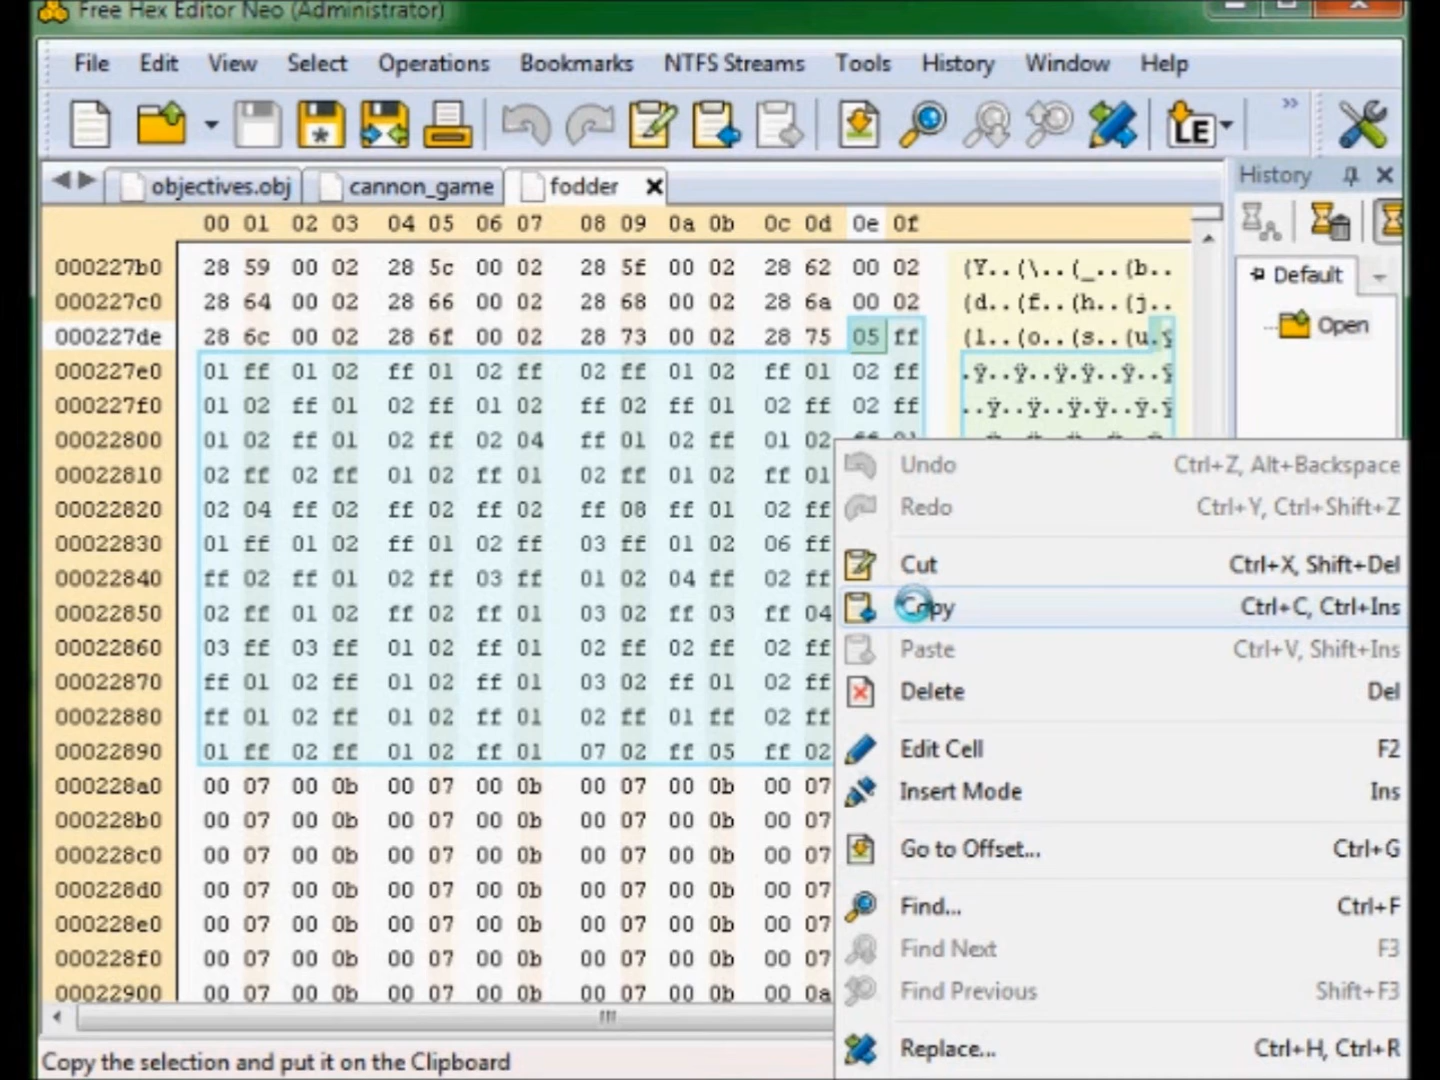 Free Hex Editor Neo (Administrator)
File Edit View Select Operations Bookmarks NTFS Streams Tools History Window Help
LE
objectives.obj cannon_game fodder
History
00 01 02 03 04 05 06 07 08 09 0a 0b 0c 0d 0e 0f
000227b0 28 59 00 02 28 5c 00 02 28 5f 00 02 28 62 00 02 (Y..(\..(_..(b..
Default
000227c0 28 64 00 02 28 66 00 02 28 68 00 02 28 6a 00 02 (d..(f..(h..(j..
Open
000227de 28 6c 00 02 28 6f 00 02 28 73 00 02 28 75 05 ff (l..(o..(s..(u.ÿ
000227e0 01 ff 01 02 ff 01 02 ff 02 ff 01 02 ff 01 02 ff .ÿ..ÿ..ÿ.ÿ..ÿ..ÿ
000227f0 01 02 ff 01 02 ff 01 02 ff 02 ff 01 02 ff 02 ff ..ÿ..ÿ..ÿ.ÿ..ÿ.ÿ
00022800 01 02 ff 01 02 ff 02 04 ff 01 02 ff 01 02
00022810 02 ff 02 ff 01 02 ff 01 02 ff 01 02 ff 01
00022820 02 04 ff 02 ff 02 ff 02 ff 08 ff 01 02 ff
00022830 01 ff 01 02 ff 01 02 ff 03 ff 01 02 06 ff
00022840 ff 02 ff 01 02 ff 03 ff 01 02 04 ff 02 ff
00022850 02 ff 01 02 ff 02 ff 01 03 02 ff 03 ff 04
00022860 03 ff 03 ff 01 02 ff 01 02 ff 02 ff 02 ff
00022870 ff 01 02 ff 01 02 ff 01 03 02 ff 01 02 ff
00022880 ff 01 02 ff 01 02 ff 01 02 ff 01 ff 02 ff
00022890 01 ff 02 ff 01 02 ff 01 07 02 ff 05 ff 02
000228a0 00 07 00 0b 00 07 00 0b 00 07 00 0b 00 07
000228b0 00 07 00 0b 00 07 00 0b 00 07 00 0b 00 07
000228c0 00 07 00 0b 00 07 00 0b 00 07 00 0b 00 07
000228d0 00 07 00 0b 00 07 00 0b 00 07 00 0b 00 07
000228e0 00 07 00 0b 00 07 00 0b 00 07 00 0b 00 07
000228f0 00 07 00 0b 00 07 00 0b 00 07 00 0b 00 07
00022900 00 07 00 0b 00 07 00 0b 00 07 00 0b 00 0a
Undo Ctrl+Z, Alt+Backspace
Redo Ctrl+Y, Ctrl+Shift+Z
Cut Ctrl+X, Shift+Del
Copy Ctrl+C, Ctrl+Ins
Paste Ctrl+V, Shift+Ins
Delete Del
Edit Cell F2
Insert Mode Ins
Go to Offset... Ctrl+G
Find... Ctrl+F
Find Next F3
Find Previous Shift+F3
Replace... Ctrl+H, Ctrl+R
Copy the selection and put it on the Clipboard